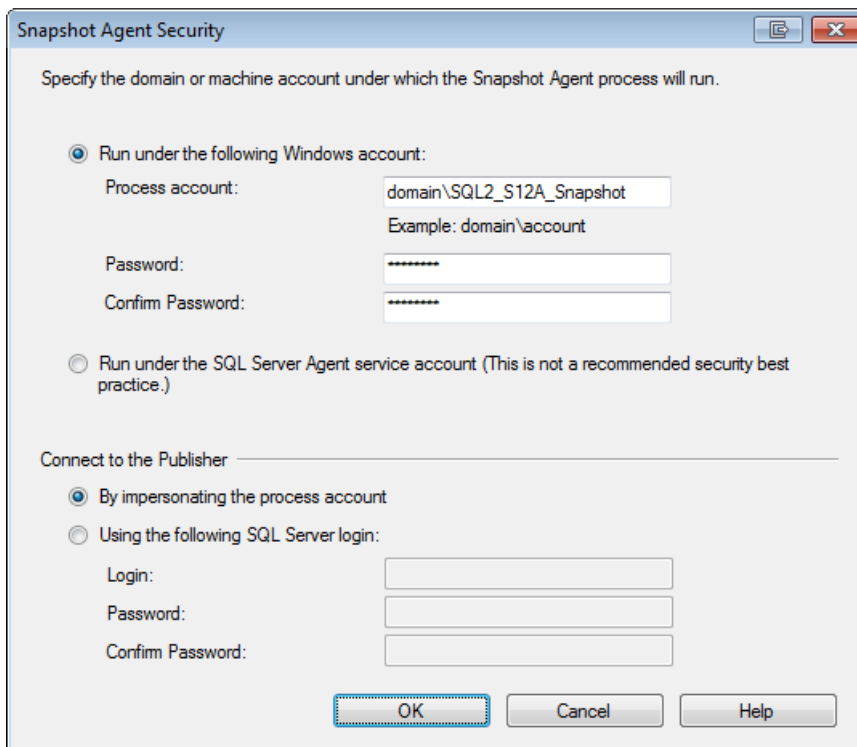 Snapshot Agent Security
Specify the domain or machine account under which the Snapshot Agent process will run.
Run under the following Windows account:
Process account:
domain\SQL2_S12A_Snapshot
Example: domain\account
Password:
********
Confirm Password:
********
Run under the SQL Server Agent service account (This is not a recommended security best
practice.)
Connect to the Publisher
By impersonating the process account
Using the following SQL Server login:
Login:
Password:
Confirm Password:
OK
Cancel
Help